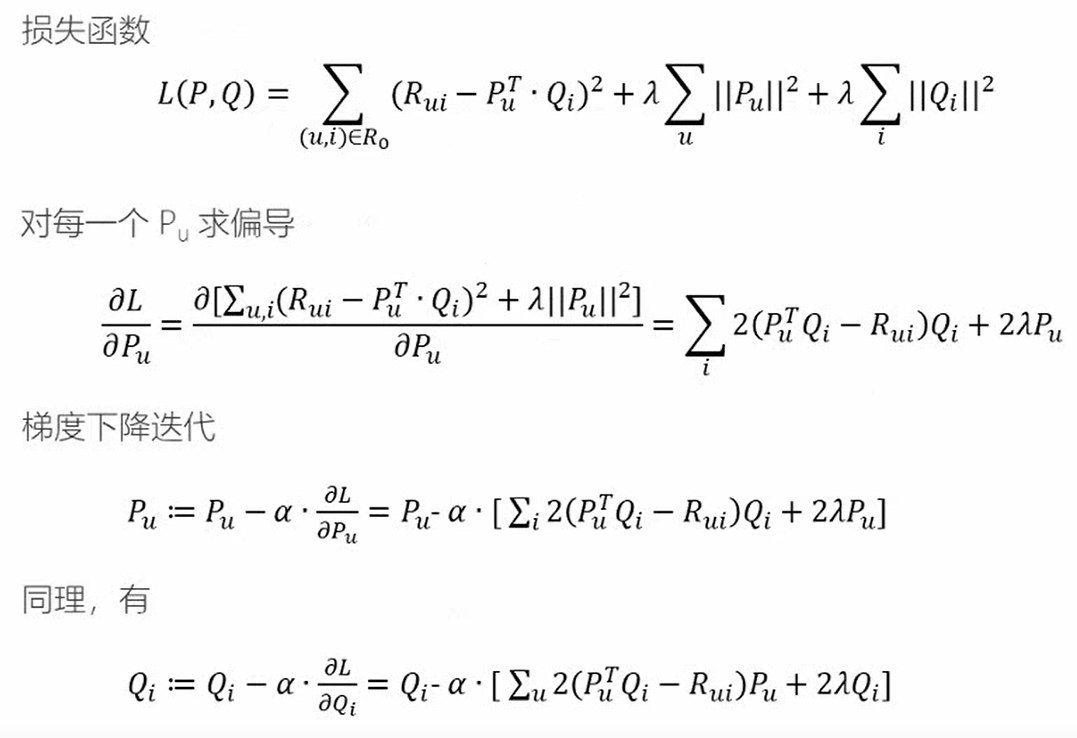 损失函数
L(P,Q) = ∑_{(u,i)∈R₀} (R_{ui} − P_u^T · Q_i)² + λ ∑_u ||P_u||² + λ ∑_i ||Q_i||²
对每一个 P_u 求偏导
∂L/∂P_u = ∂[∑_{u,i}(R_{ui} − P_u^T · Q_i)² + λ||P_u||²]/∂P_u = ∑_i 2(P_u^T Q_i − R_{ui})Q_i + 2λP_u
梯度下降迭代
P_u ≔ P_u − α · ∂L/∂P_u = P_u- α · [ ∑_i 2(P_u^T Q_i − R_{ui})Q_i + 2λP_u]
同理，有
Q_i ≔ Q_i − α · ∂L/∂Q_i = Q_i- α · [ ∑_u 2(P_u^T Q_i − R_{ui})P_u + 2λQ_i]